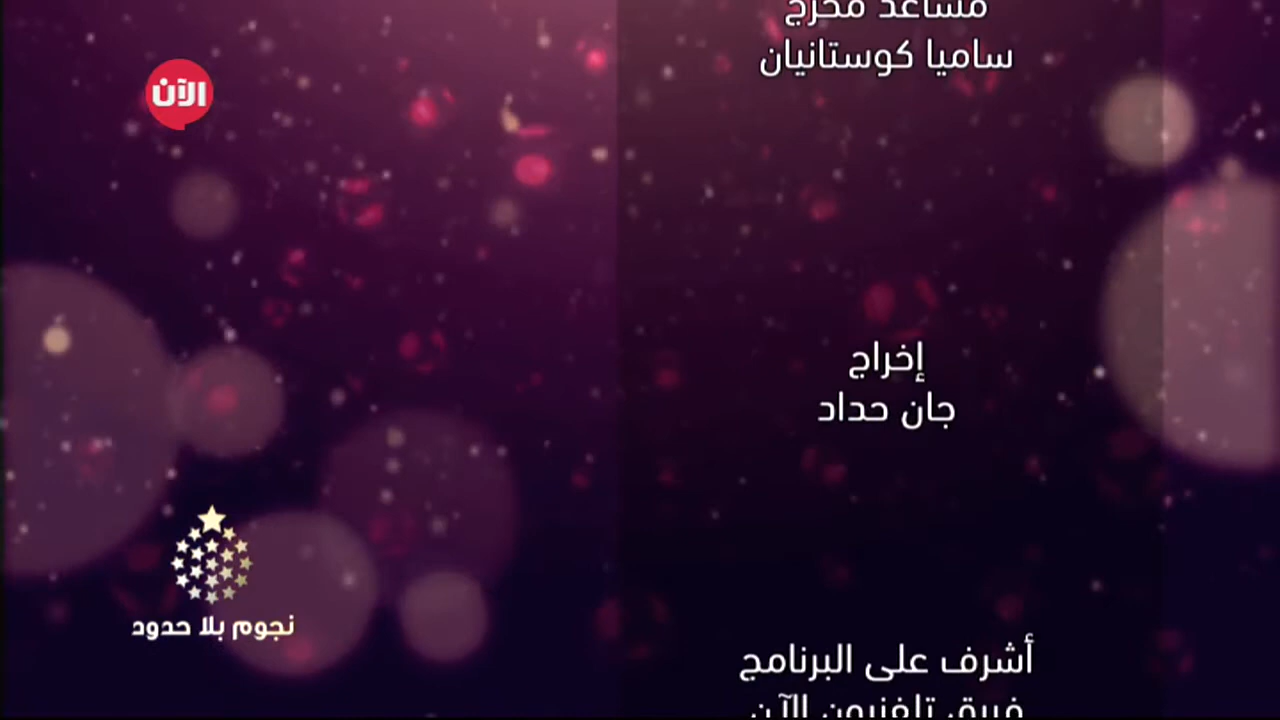 مساعد مخرج
ساميا كوستانيان
الآن
إخراج
جان حداد
نجوم بلا حدود
أشرف على البرنامج
فريق تلفزيون الآن